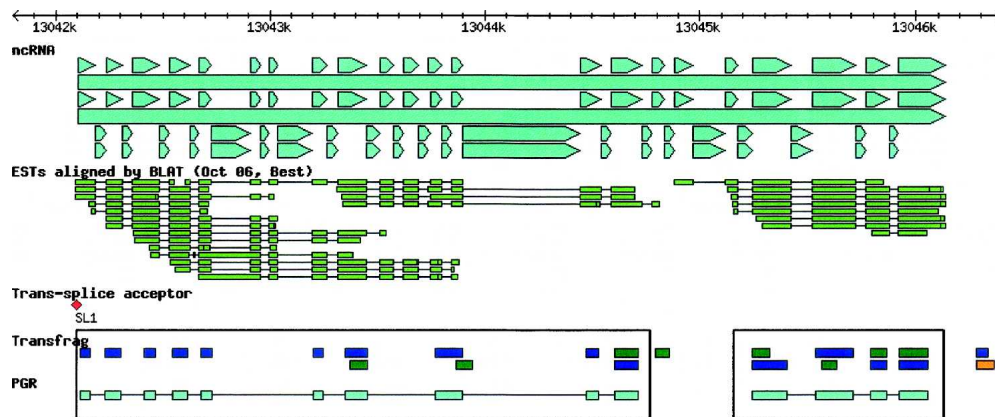 13042k 13043k 13044k 13045k 13046k
ncRNA
ESTs aligned by BLAT (Oct 06, Best)
Trans-splice acceptor
SL1
Transfrag
PGR